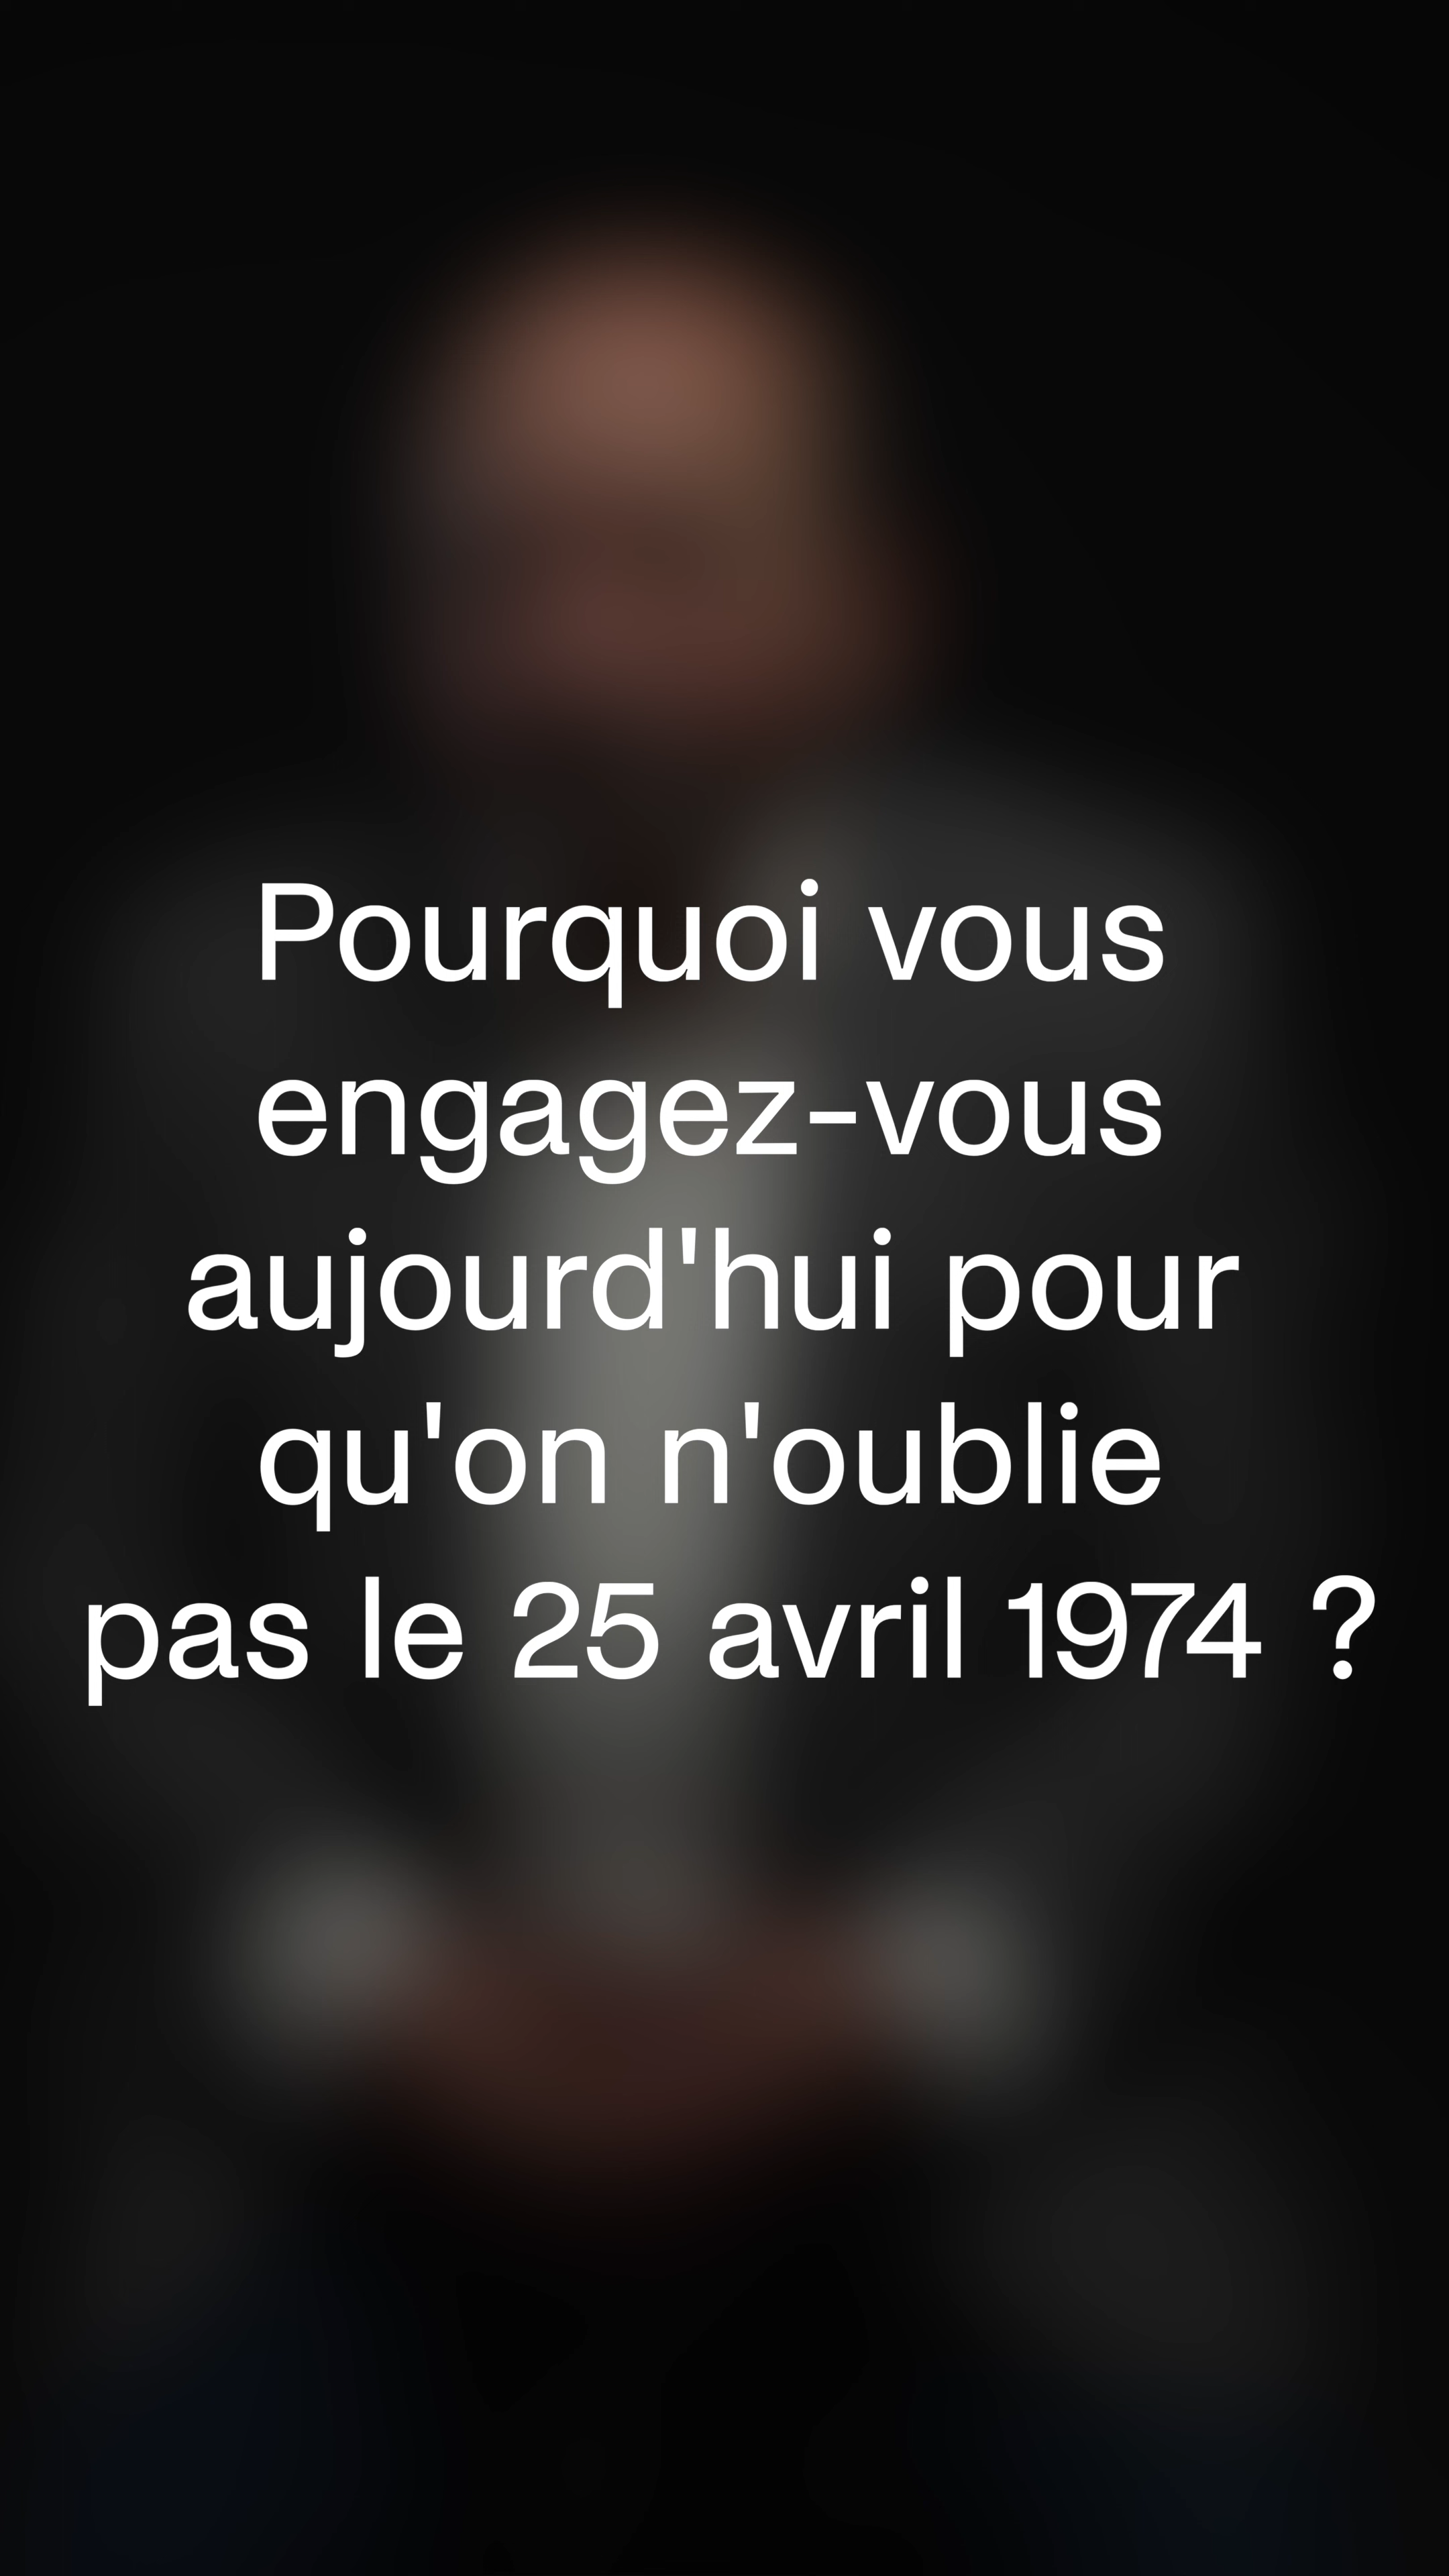 Pourquoi vous
engagez-vous
aujourd'hui pour
qu'on n'oublie
pas le 25 avril 1974 ?